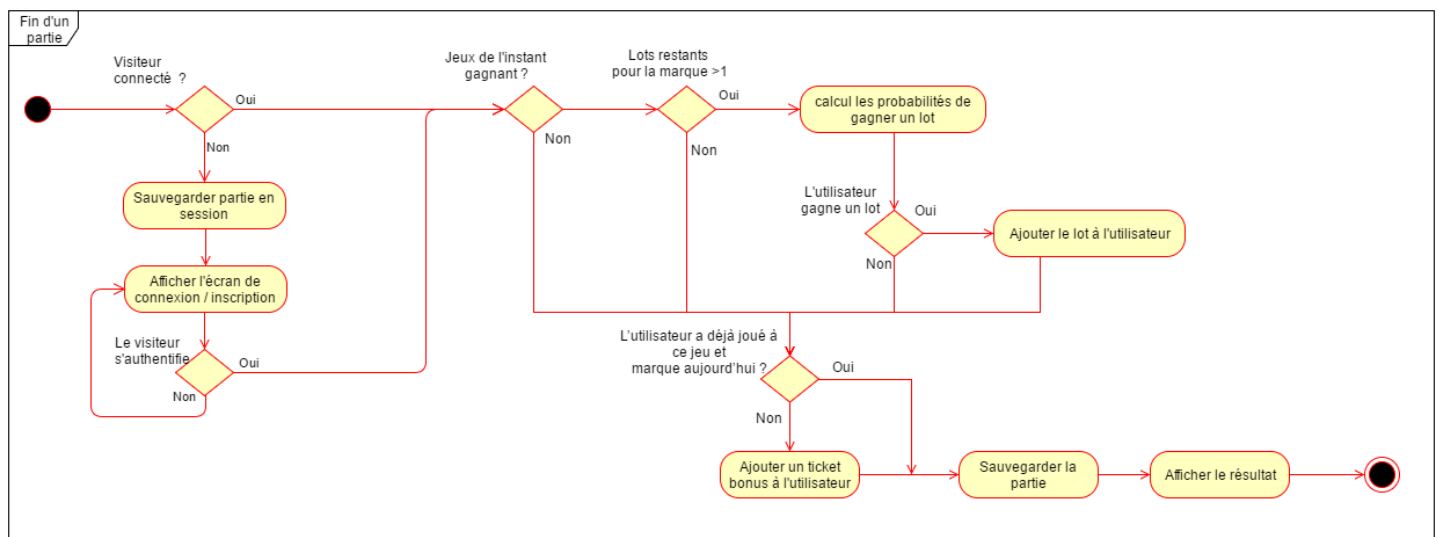 Fin d'un
partie
Visiteur
connecté ?
Oui
Non
Sauvegarder partie en
session
Afficher l'écran de
connexion / inscription
Le visiteur
s'authentifie
Oui
Non
Jeux de l'instant
gagnant ?
Non
Lots restants
pour la marque >1
Oui
Non
calcul les probabilités de
gagner un lot
L'utilisateur
gagne un lot
Oui
Non
Ajouter le lot à l'utilisateur
L'utilisateur a déjà joué à
ce jeu et
marque aujourd'hui ?
Oui
Non
Ajouter un ticket
bonus à l'utilisateur
Sauvegarder la
partie
Afficher le résultat